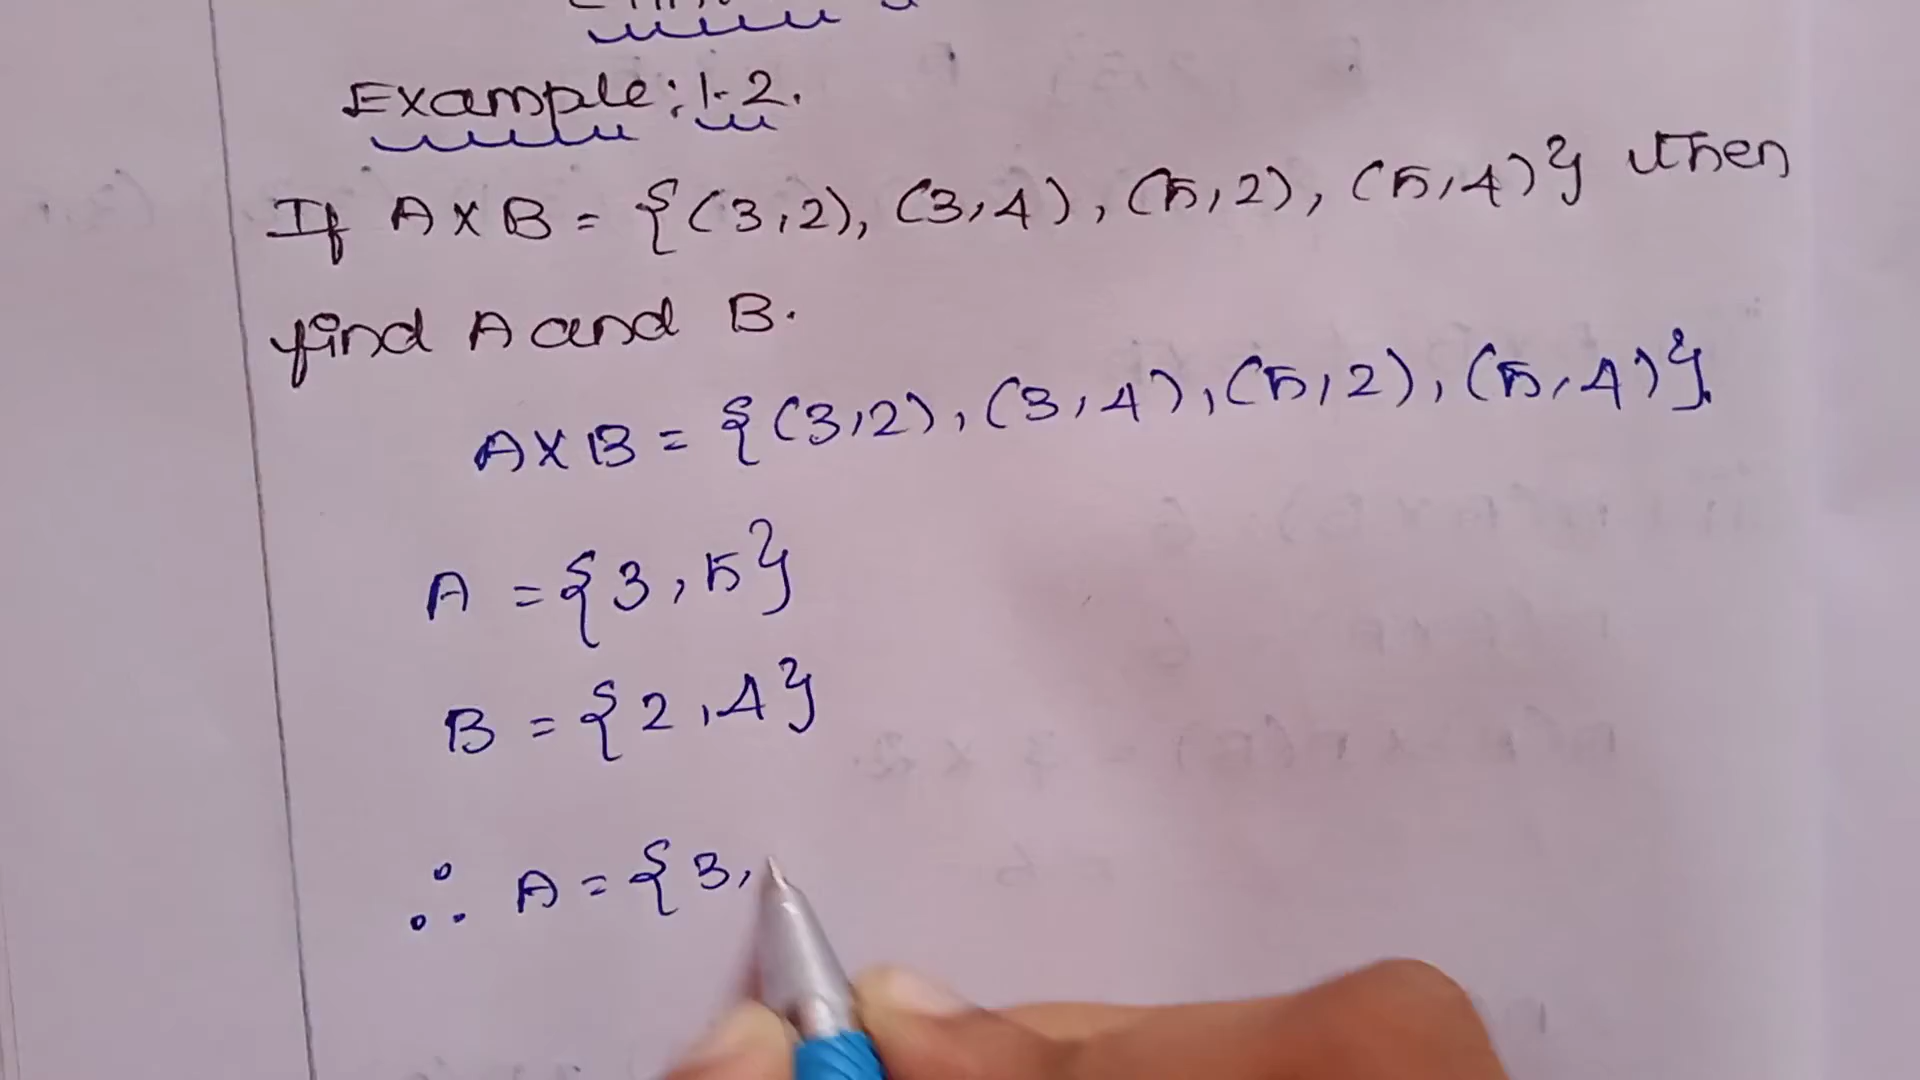 Example: 1.2.
If A × B = {(3,2), (3,4), (5,2), (5,4)} then
find A and B.
A × B = {(3,2), (3,4), (5,2), (5,4)}.
A = {3, 5}
B = {2, 4}
∴ A = {3,